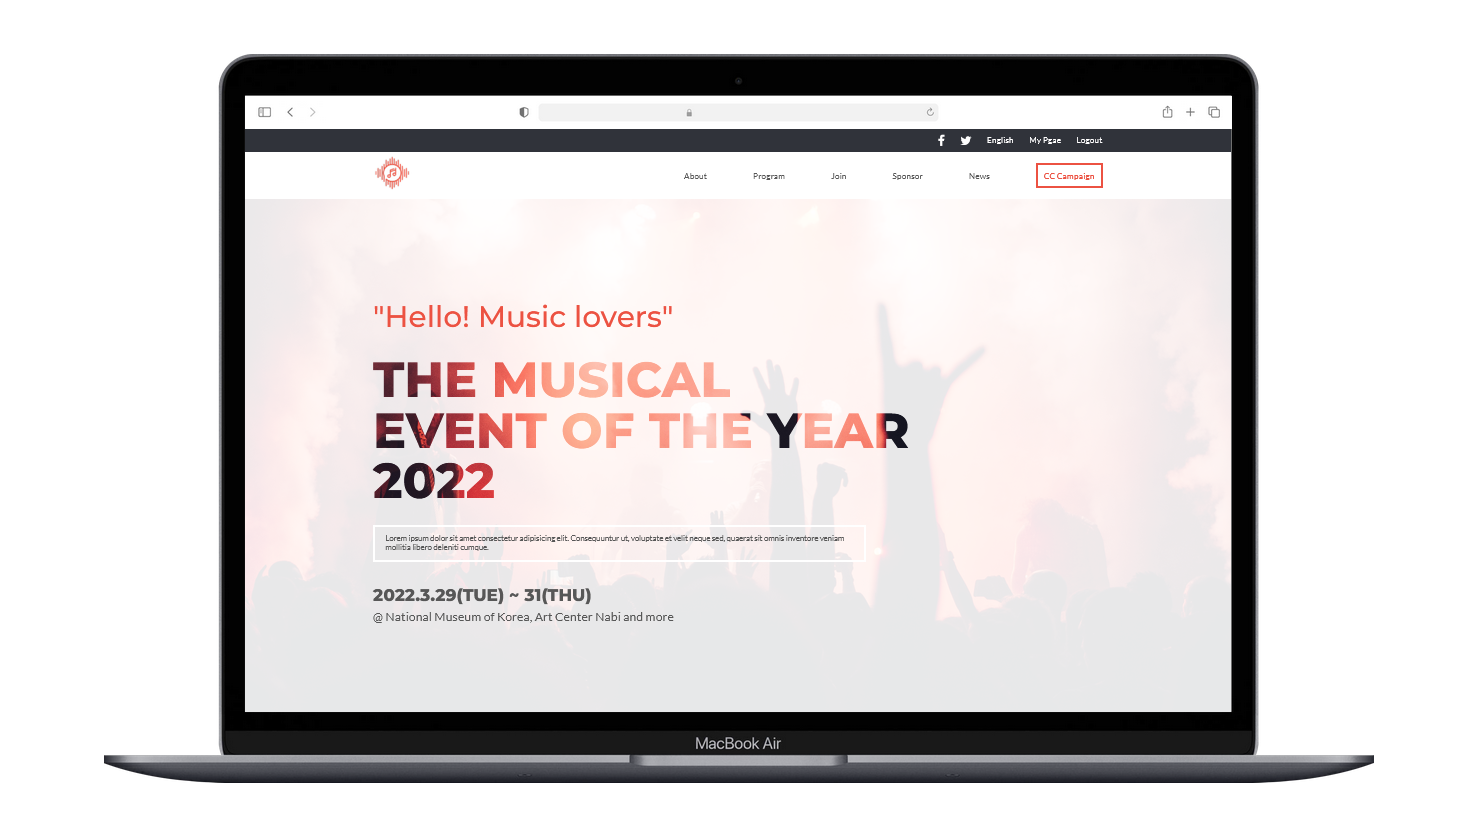 English My Pgae Logout
About Program Join Sponsor News CC Campaign
"Hello! Music lovers"
THE MUSICAL
EVENT OF THE YEAR
2022
Lorem ipsum dolor sit amet consectetur adipisicing elit. Consequuntur ut, voluptate et velit neque sed, quaerat sit omnis inventore veniam
mollitia libero deleniti cumque.
2022.3.29(TUE) ~ 31(THU)
@ National Museum of Korea, Art Center Nabi and more
MacBook Air